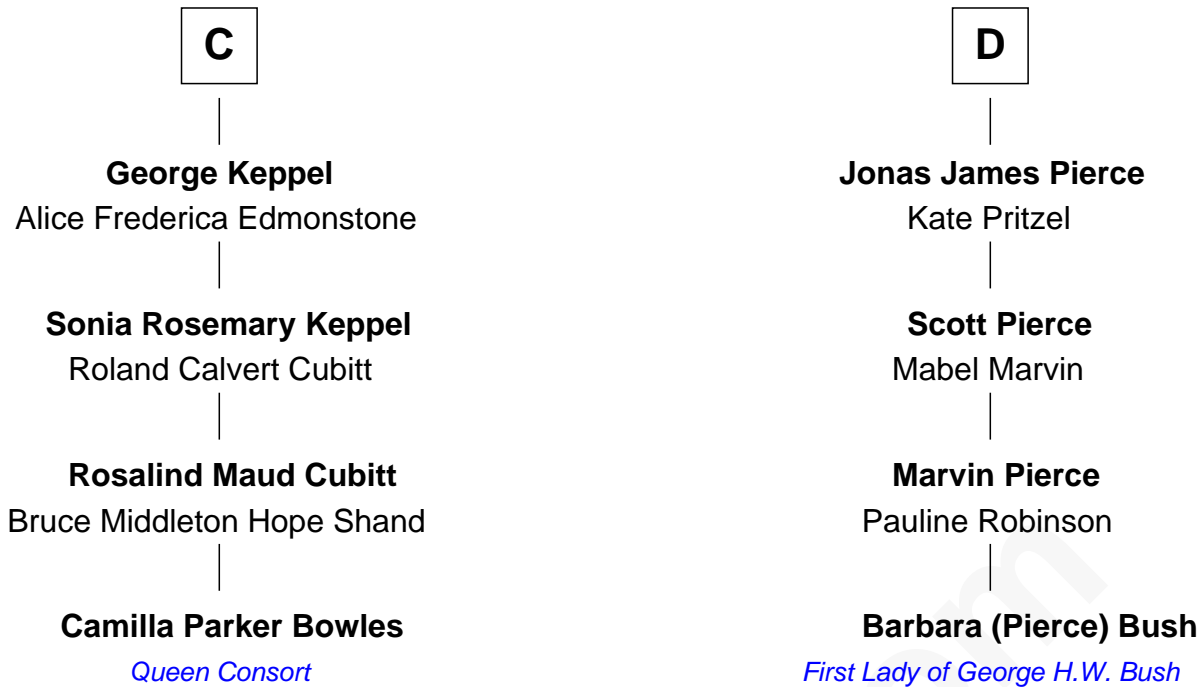 C
George Keppel
Alice Frederica Edmonstone
Sonia Rosemary Keppel
Roland Calvert Cubitt
Rosalind Maud Cubitt
Bruce Middleton Hope Shand
Camilla Parker Bowles
Queen Consort
D
Jonas James Pierce
Kate Pritzel
Scott Pierce
Mabel Marvin
Marvin Pierce
Pauline Robinson
Barbara (Pierce) Bush
First Lady of George H.W. Bush